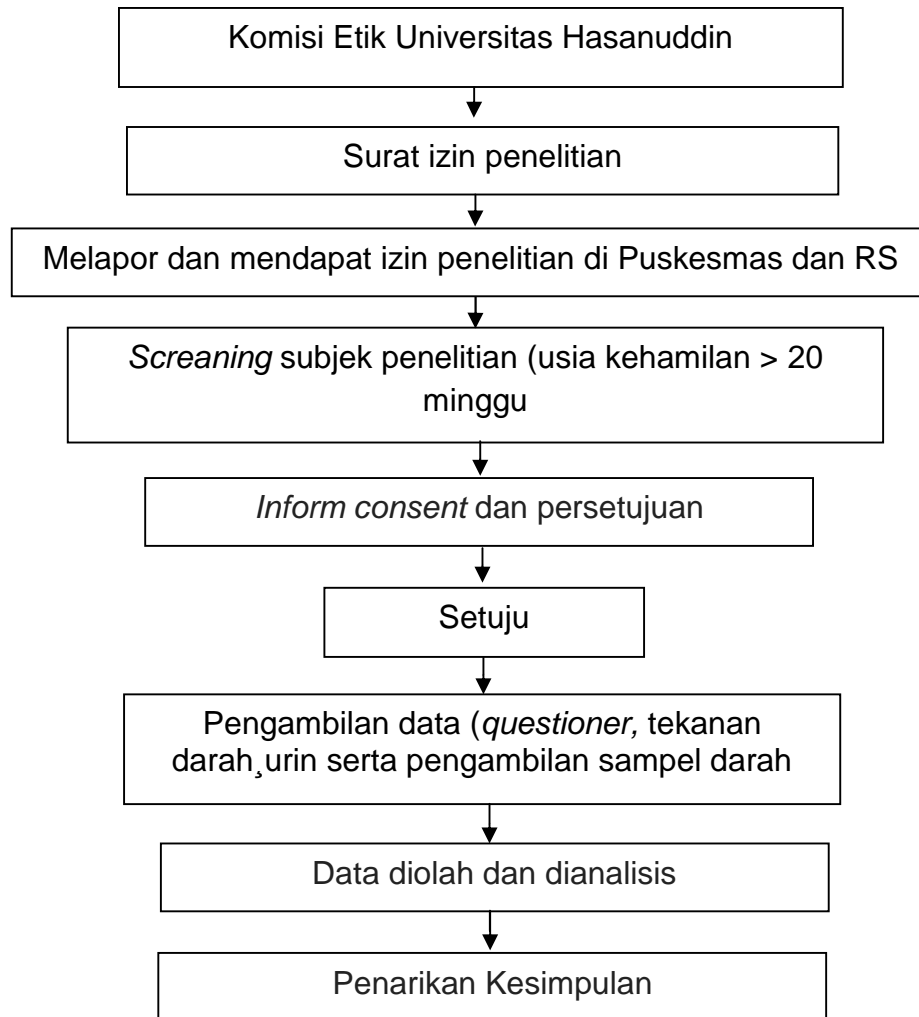 Komisi Etik Universitas Hasanuddin
Surat izin penelitian
Melapor dan mendapat izin penelitian di Puskesmas dan RS
Screaning subjek penelitian (usia kehamilan > 20
minggu
Inform consent dan persetujuan
Setuju
Pengambilan data (questioner, tekanan
darah¸urin serta pengambilan sampel darah
Data diolah dan dianalisis
Penarikan Kesimpulan